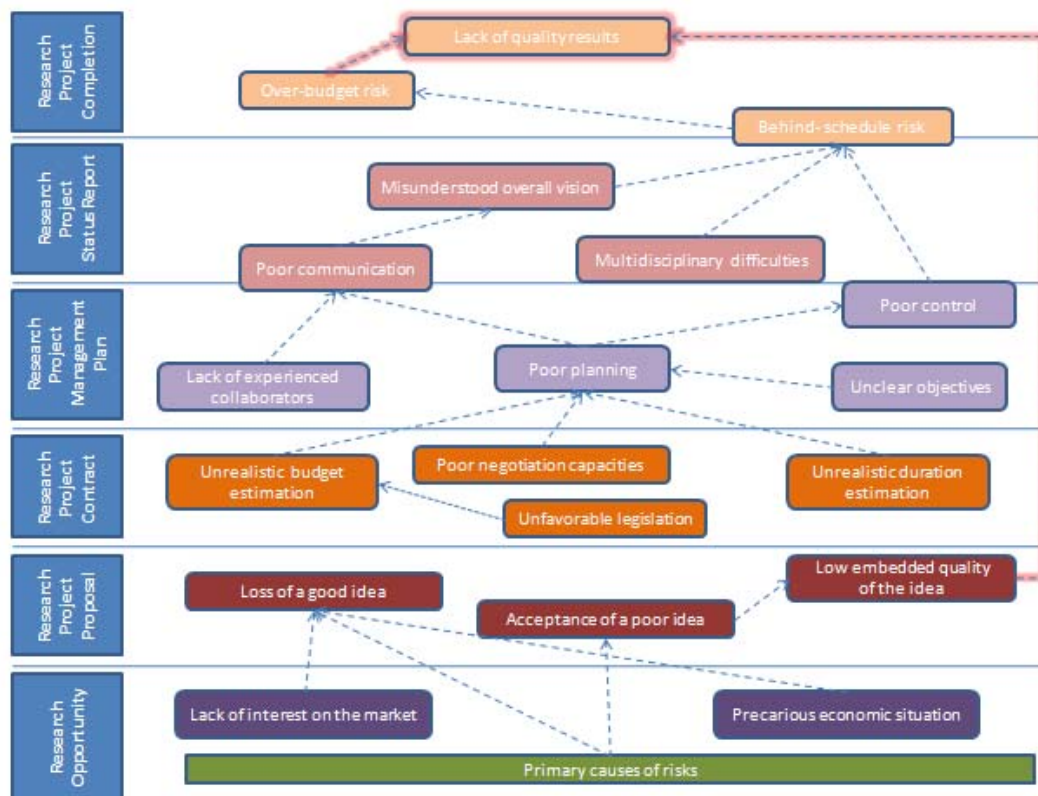 Research
Project
Completion
Lack of quality results
Over-budget risk
Behind- schedule risk
Research
Project
Status Report
Misunderstood overall vision
Poor communication
Multidisciplinary difficulties
Research
Project
Management
Plan
Poor control
Lack of experienced
collaborators
Poor planning
Unclear objectives
Research
Project
Contract
Unrealistic budget
estimation
Poor negotiation capacities
Unrealistic duration
estimation
Unfavorable legislation
Research
Project
Proposal
Loss of a good idea
Low embedded quality
of the idea
Acceptance of a poor idea
Research
Opportunity
Lack of interest on the market
Precarious economic situation
Primary causes of risks